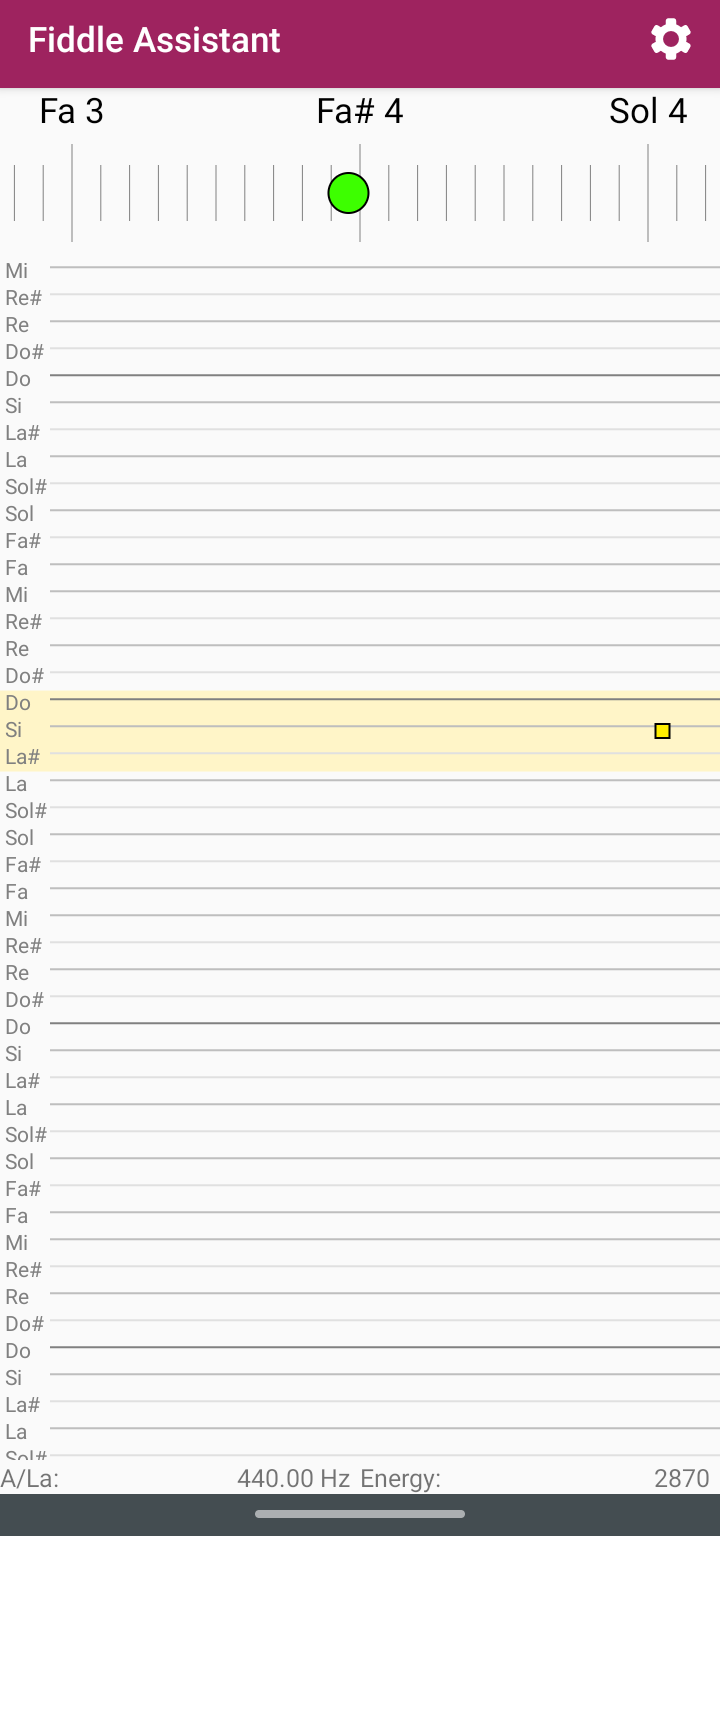 Fiddle Assistant
Fa 3 Fa# 4 Sol 4
Mi
Re#
Re
Do#
Do
Si
La#
La
Sol#
Sol
Fa#
Fa
Mi
Re#
Re
Do#
Do
Si
La#
La
Sol#
Sol
Fa#
Fa
Mi
Re#
Re
Do#
Do
Si
La#
La
Sol#
Sol
Fa#
Fa
Mi
Re#
Re
Do#
Do
Si
La#
La
Sol#
A/La: 440.00 Hz Energy: 2870